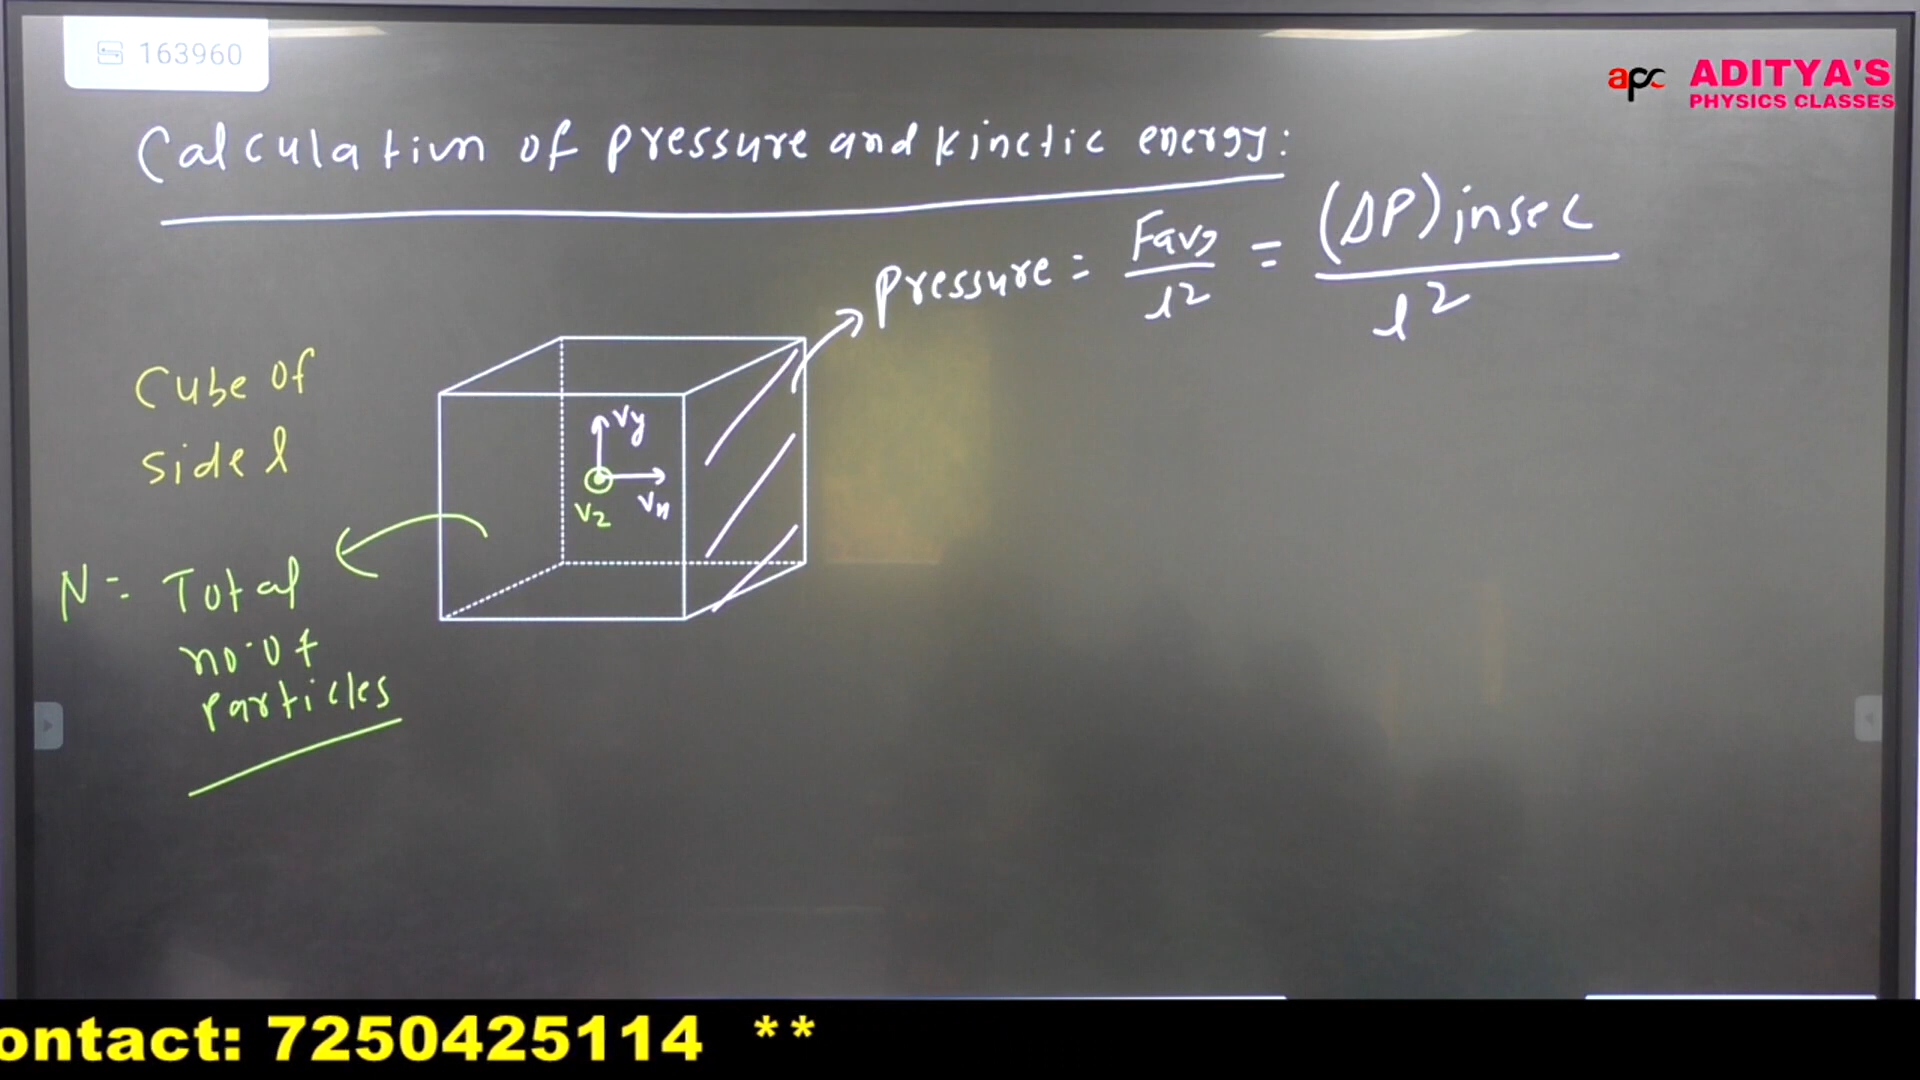 163960
apc ADITYA'S
PHYSICS CLASSES
Calculation of pressure and kinetic energy:
Pressure = Favg/l² = (ΔP) in sec/l²
Cube of
side l
Vy
Vx
Vz
N = Total
no. of
particles
ontact: 7250425114 **